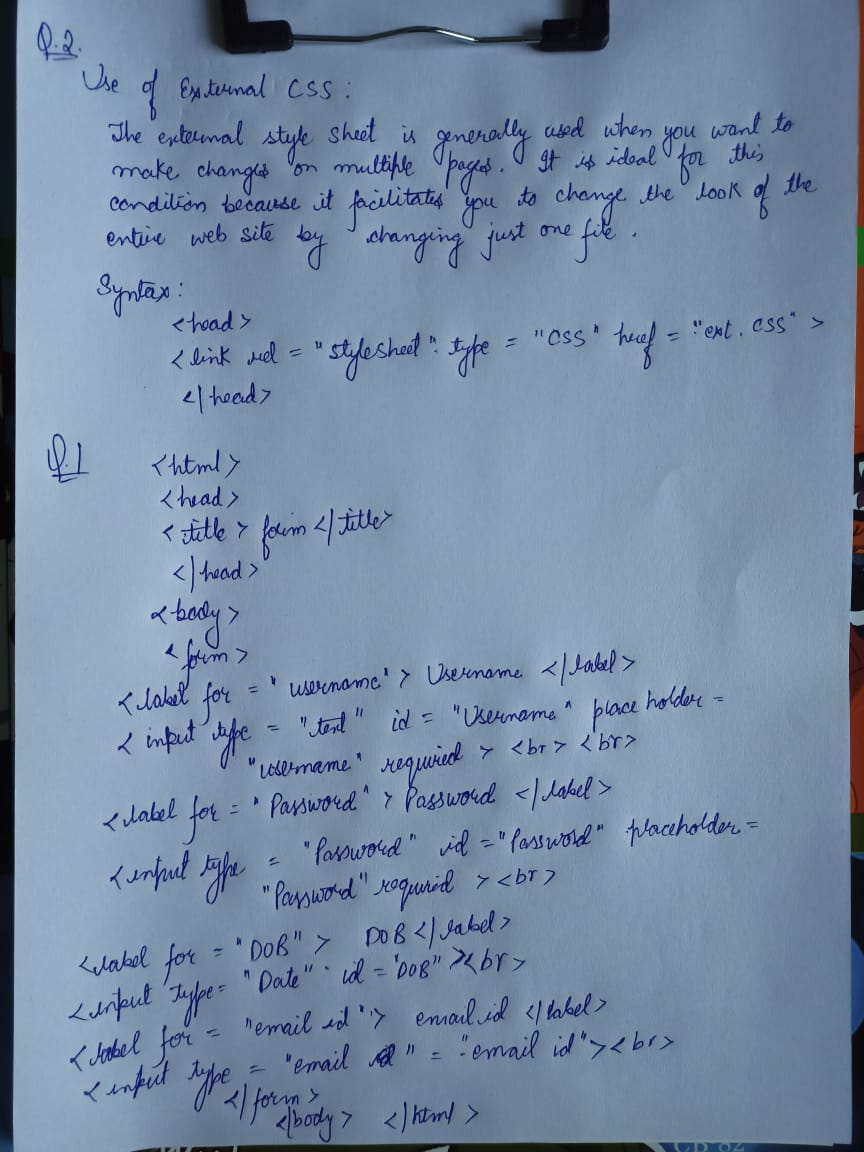 Q.2.
Use of External CSS :
The external style sheet is generally used when you want to
make changes on multiple pages. It is ideal for this
condition because it facilitates you to change the look of the
entire web site by changing just one file .
Syntax :
<head>
< link rel = "stylesheet" type = "CSS" href = "ext. CSS" >
</head>
Q.1
<html>
<head>
< title > form </title>
</head>
<body>
<form>
< label for = "username" > Username </label>
< input type = "text" id = "Username" place holder =
"username" required > <br> <br>
<label for = "Password" > Password </label>
<input type = "Password" id = "Password" placeholder =
"Password" required > <br>
<label for = "DOB" > DOB </label>
<input Type = "Date" id = "DOB" ><br>
< label for = "email id" > email id </label>
< input type = "email " = "email id"><br>
</form>
</body> </html>
CB 82